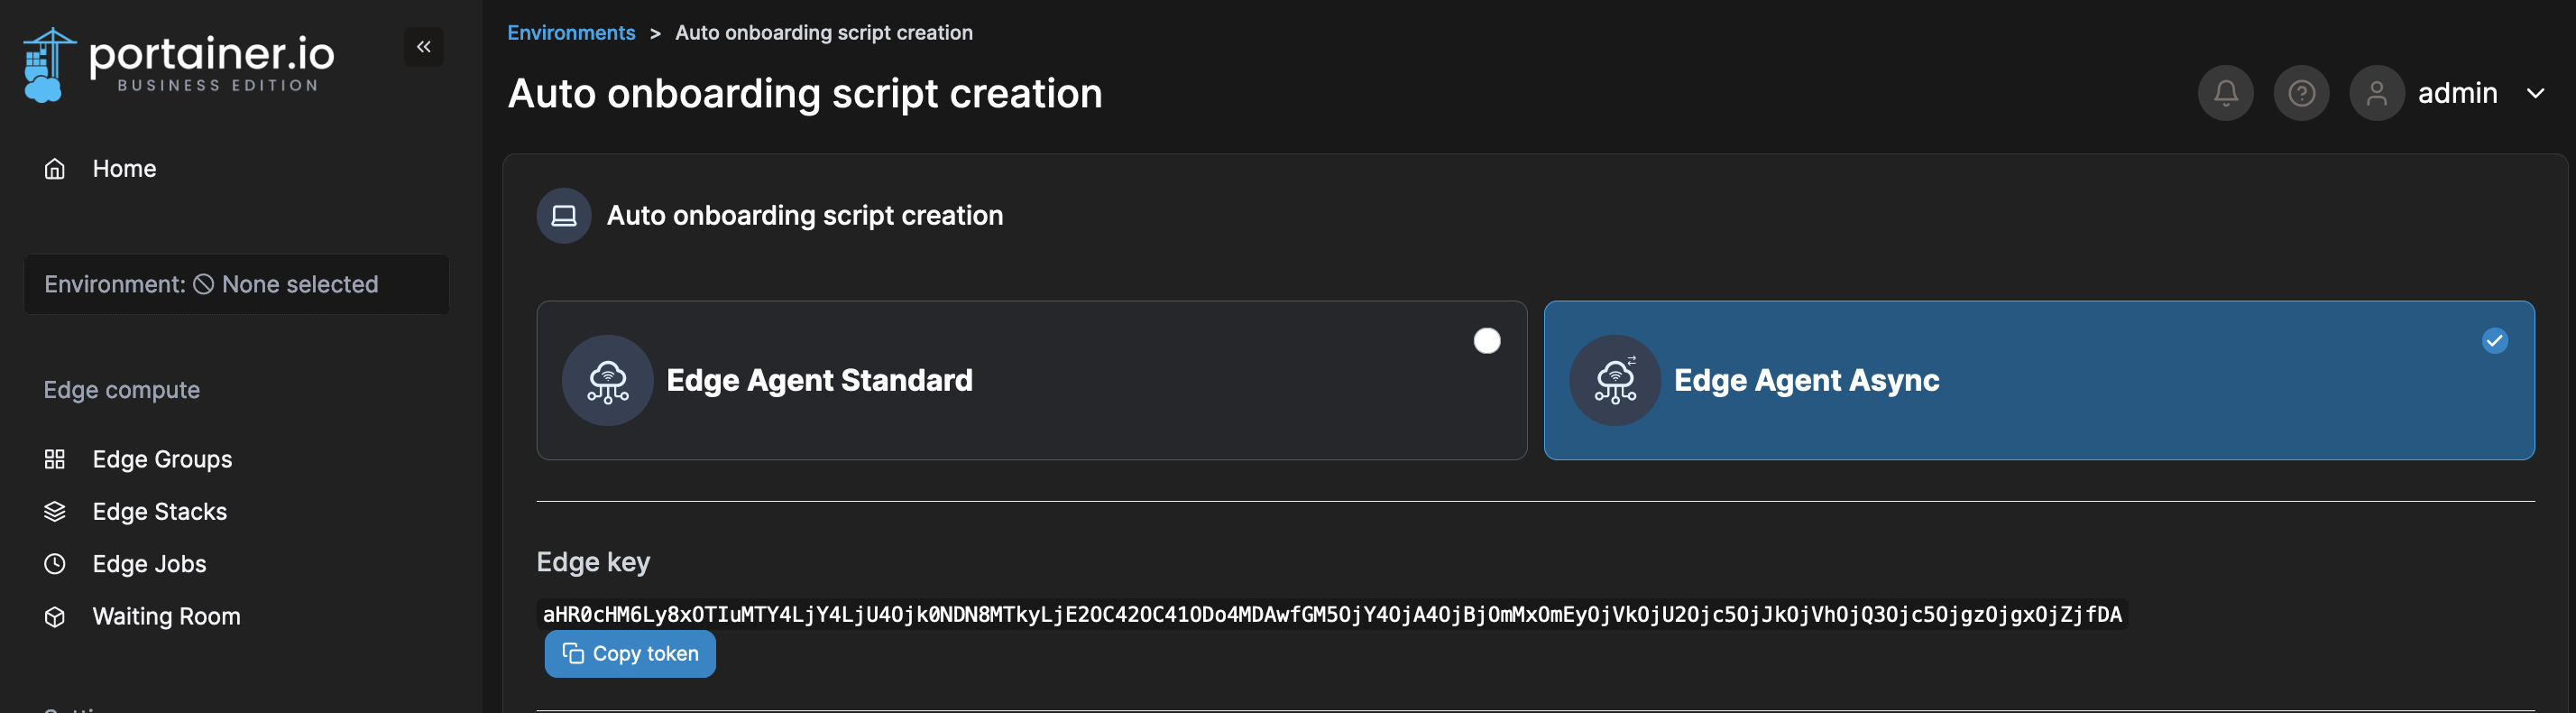 portainer.io
BUSINESS EDITION
Home
Environment: None selected
Edge compute
Edge Groups
Edge Stacks
Edge Jobs
Waiting Room
Environments > Auto onboarding script creation
Auto onboarding script creation
admin
Auto onboarding script creation
Edge Agent Standard
Edge Agent Async
Edge key
aHR0cHM6Ly8xOTIuMTY4LjY4LjU4Ojk0NDN8MTkyLjE2OC42OC41ODo4MDAwfGM5OjY4OjA4OjBjOmMxOmEyOjVkOjU2Ojc5OjJkOjVhOjQ3Ojc5OjgzOjgxOjZjfDA
Copy token